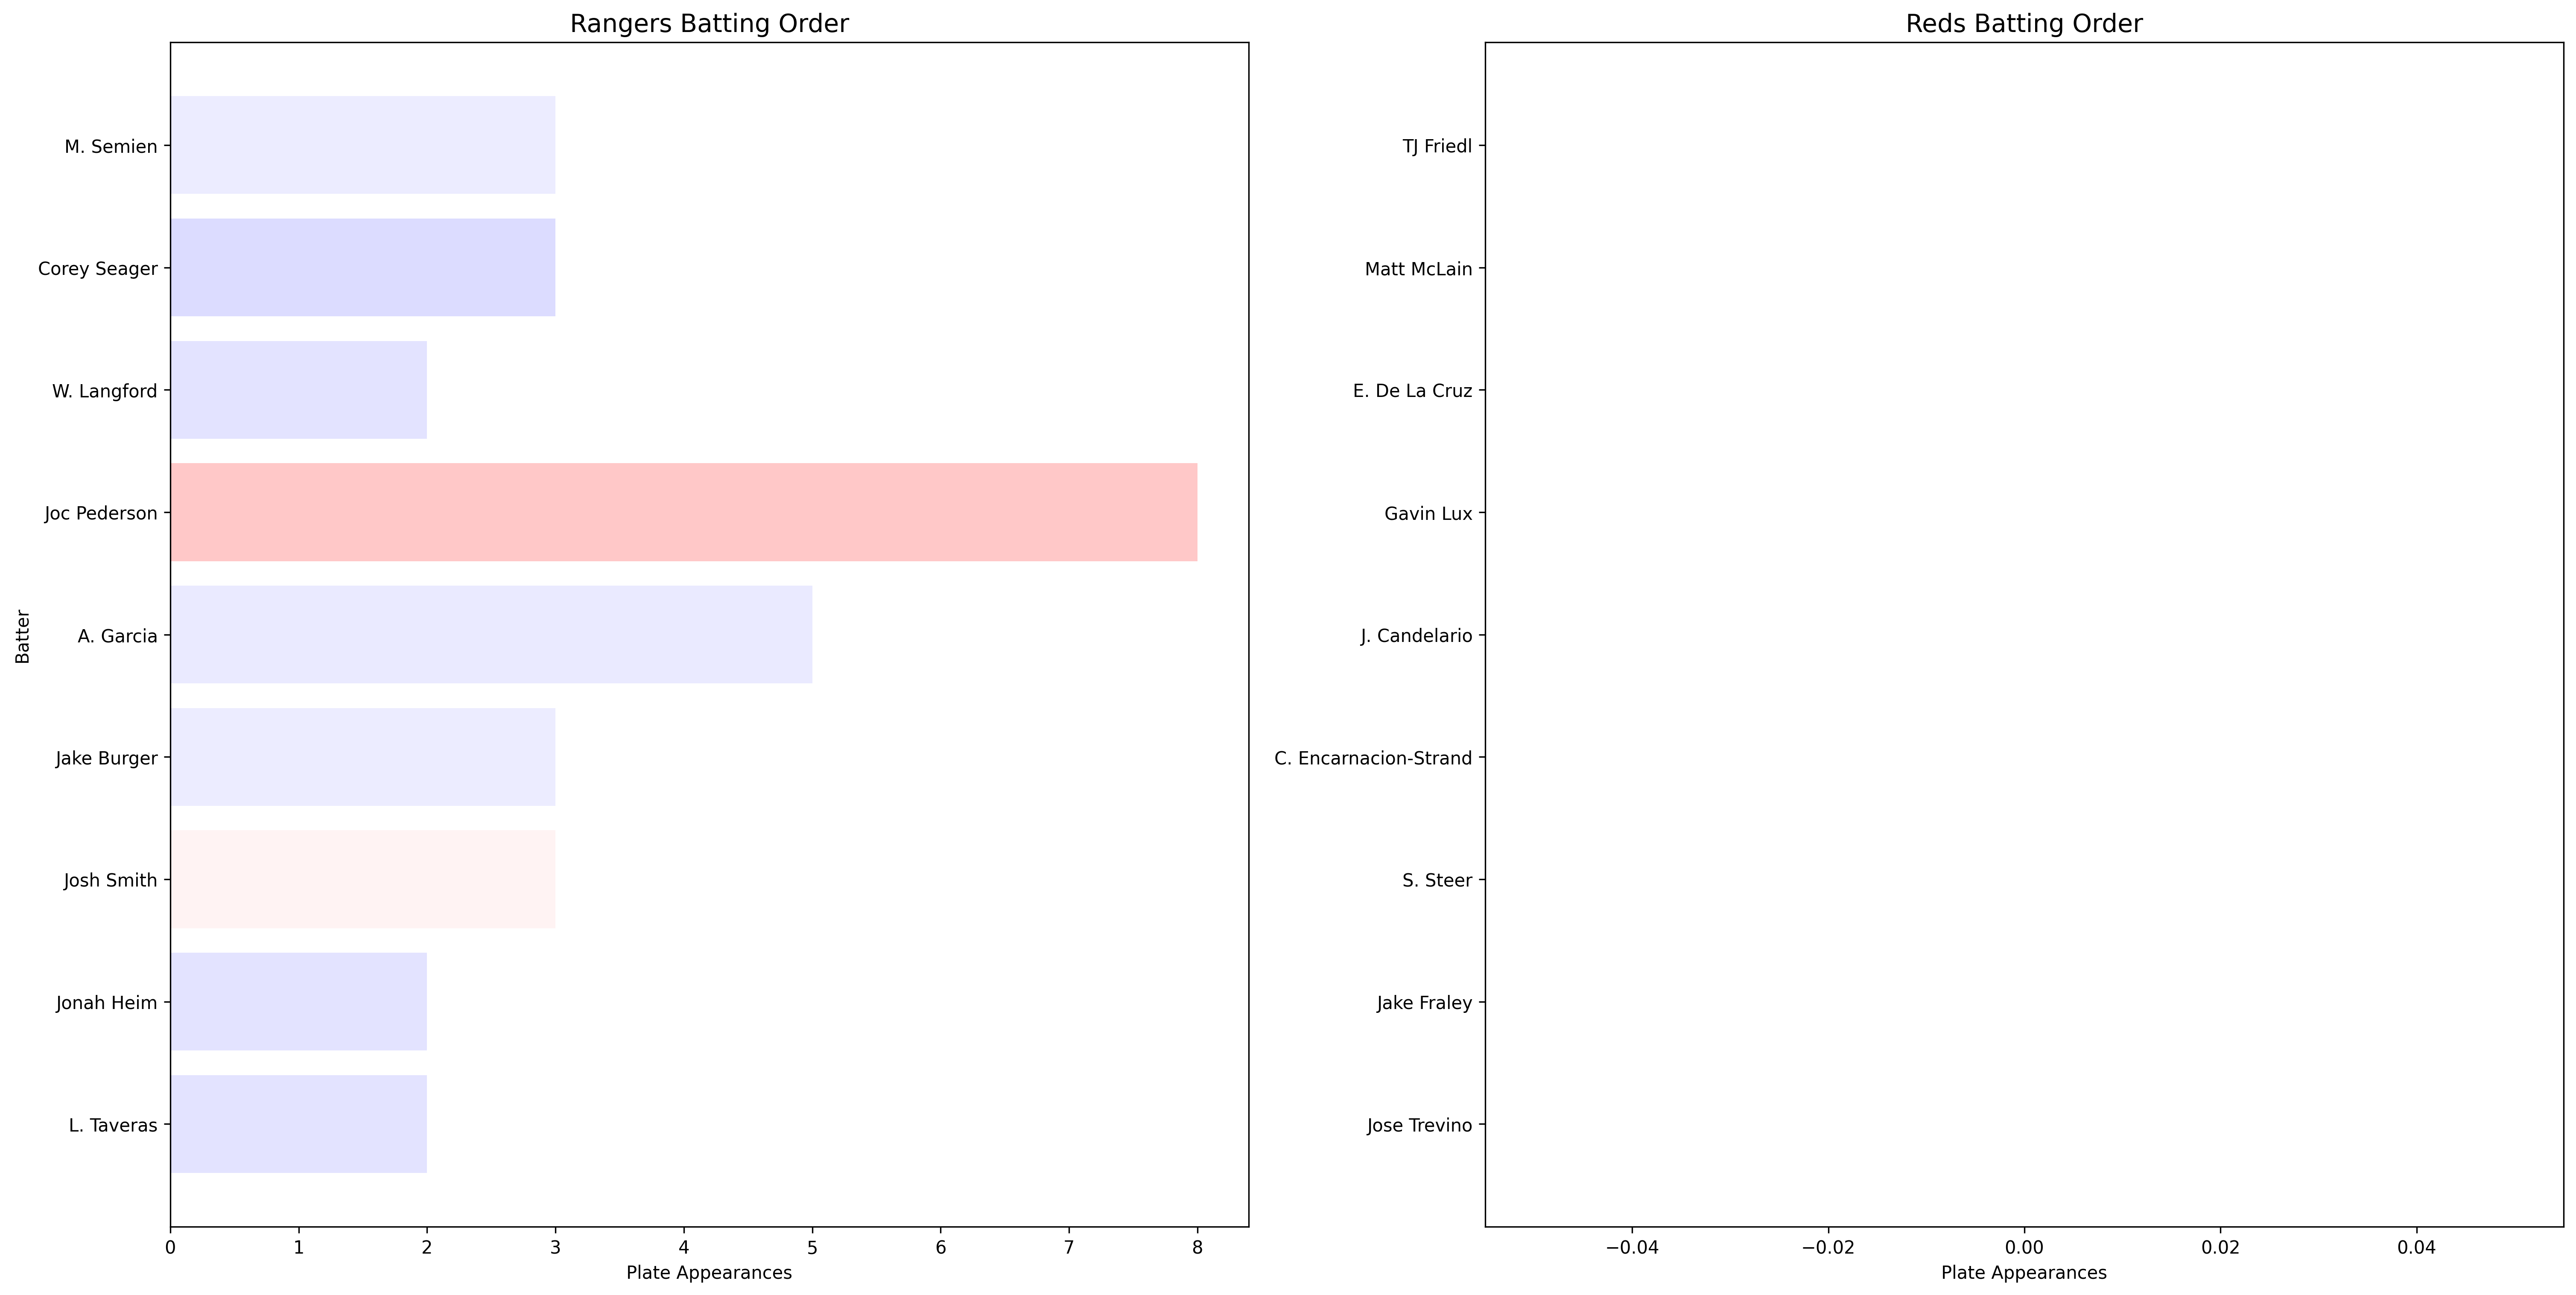 Rangers Batting Order
Batter
M. Semien
Corey Seager
W. Langford
Joc Pederson
A. Garcia
Jake Burger
Josh Smith
Jonah Heim
L. Taveras
0 1 2 3 4 5 6 7 8
Plate Appearances
Reds Batting Order
TJ Friedl
Matt McLain
E. De La Cruz
Gavin Lux
J. Candelario
C. Encarnacion-Strand
S. Steer
Jake Fraley
Jose Trevino
−0.04 −0.02 0.00 0.02 0.04
Plate Appearances